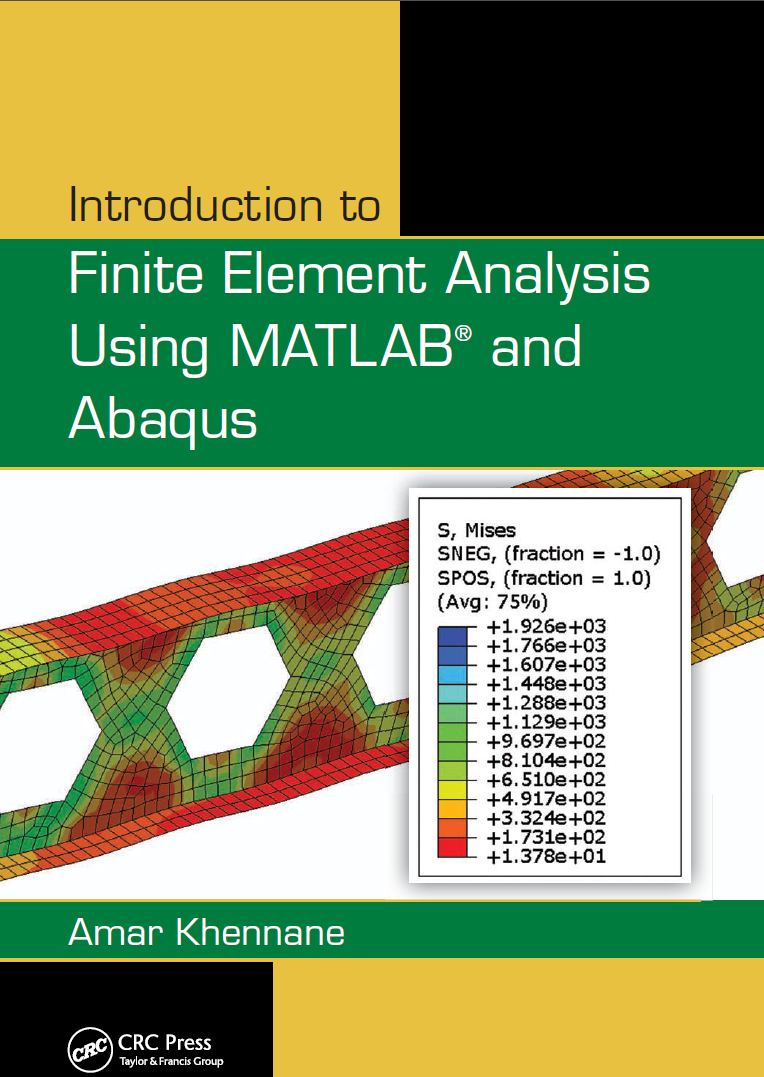 Introduction to
Finite Element Analysis
Using MATLAB® and
Abaqus
S, Mises
SNEG, (fraction = -1.0)
SPOS, (fraction = 1.0)
(Avg: 75%)
+1.926e+03
+1.766e+03
+1.607e+03
+1.448e+03
+1.288e+03
+1.129e+03
+9.697e+02
+8.104e+02
+6.510e+02
+4.917e+02
+3.324e+02
+1.731e+02
+1.378e+01
Amar Khennane
CRC CRC Press
Taylor & Francis Group